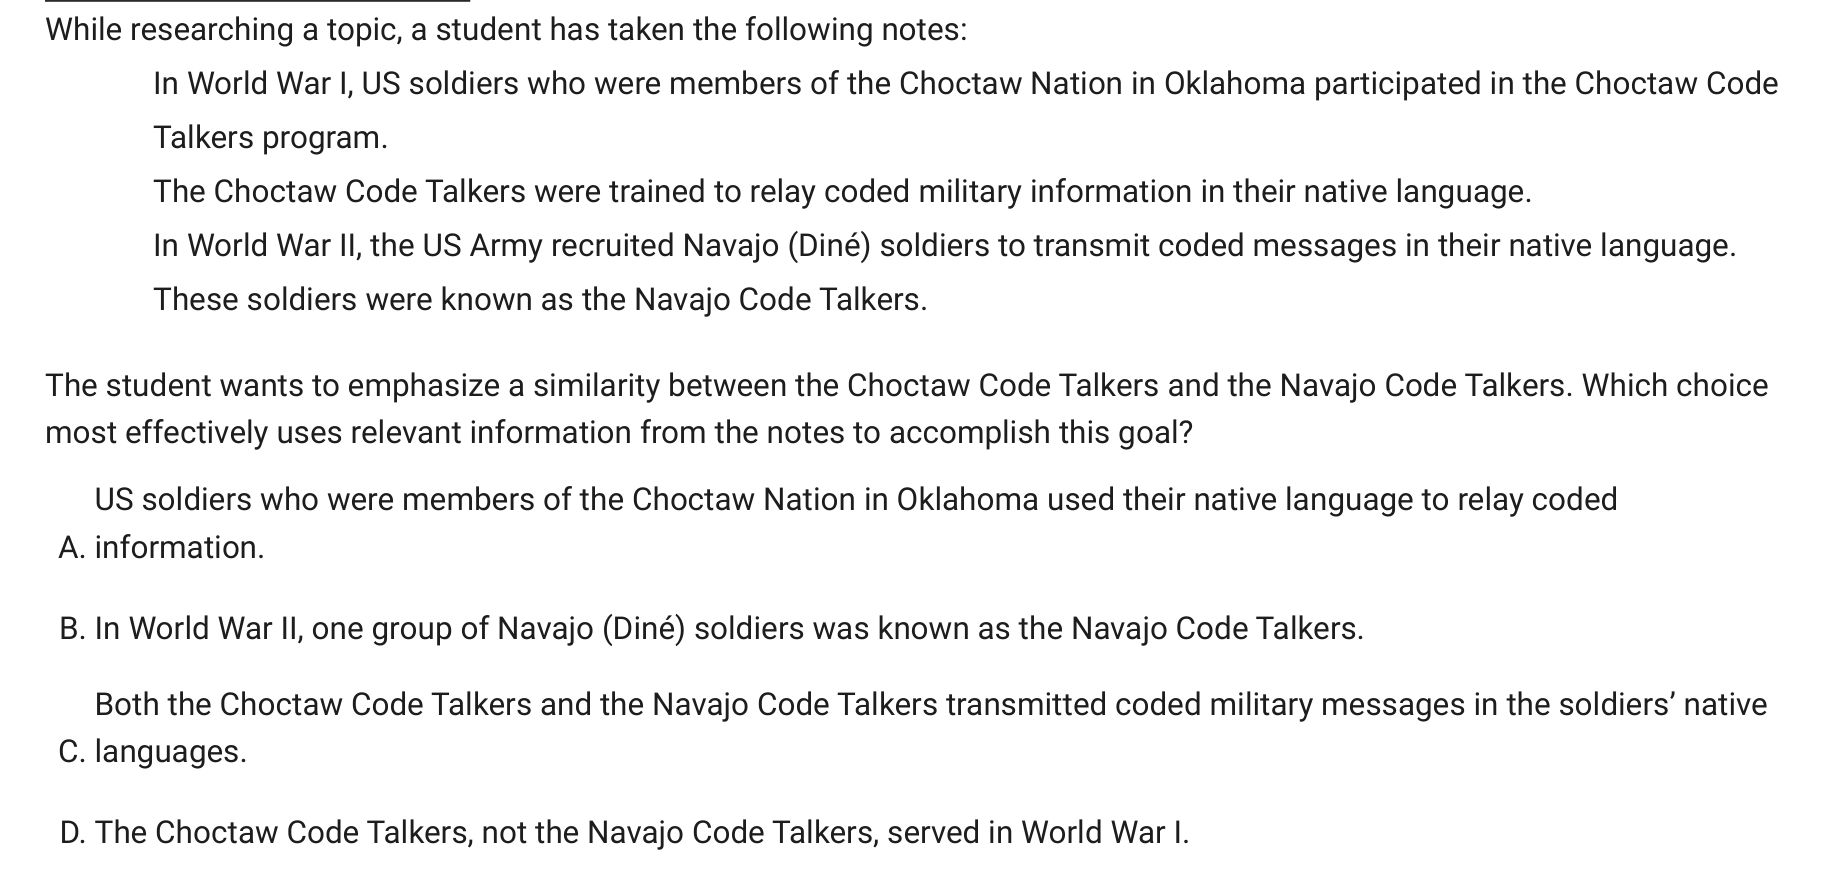 While researching a topic, a student has taken the following notes:
In World War I, US soldiers who were members of the Choctaw Nation in Oklahoma participated in the Choctaw Code
Talkers program.
The Choctaw Code Talkers were trained to relay coded military information in their native language.
In World War II, the US Army recruited Navajo (Diné) soldiers to transmit coded messages in their native language.
These soldiers were known as the Navajo Code Talkers.
The student wants to emphasize a similarity between the Choctaw Code Talkers and the Navajo Code Talkers. Which choice
most effectively uses relevant information from the notes to accomplish this goal?
US soldiers who were members of the Choctaw Nation in Oklahoma used their native language to relay coded
A. information.
B. In World War II, one group of Navajo (Diné) soldiers was known as the Navajo Code Talkers.
Both the Choctaw Code Talkers and the Navajo Code Talkers transmitted coded military messages in the soldiers’ native
C. languages.
D. The Choctaw Code Talkers, not the Navajo Code Talkers, served in World War I.